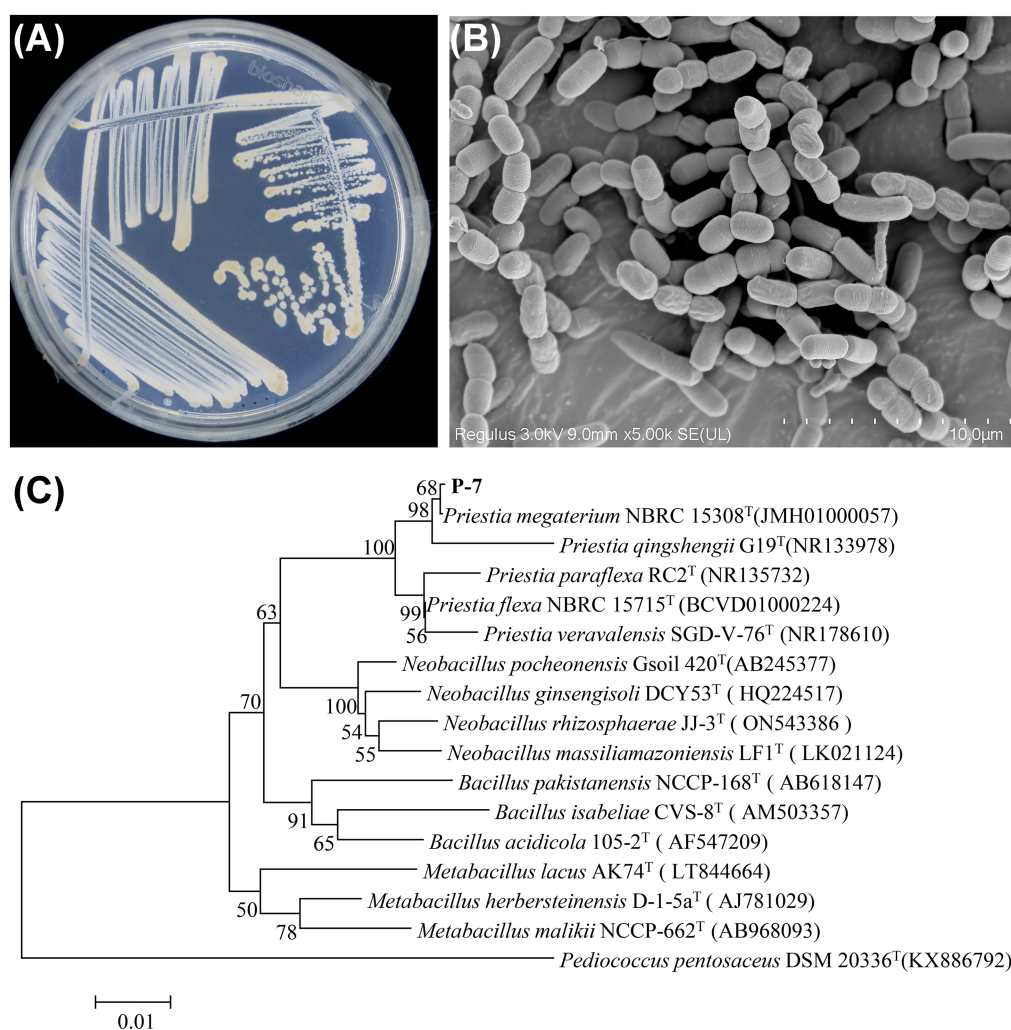 (A)
(B)
Regulus 3.0kV 9.0mm x5.00k SE(UL)
10.0μm
(C)
68
P-7
98
Priestia megaterium NBRC 15308ᵀ(JMH01000057)
Priestia qingshengii G19ᵀ(NR133978)
100
Priestia paraflexa RC2ᵀ (NR135732)
Priestia flexa NBRC 15715ᵀ (BCVD01000224)
99
56
Priestia veravalensis SGD-V-76ᵀ (NR178610)
63
Neobacillus pocheonensis Gsoil 420ᵀ(AB245377)
Neobacillus ginsengisoli DCY53ᵀ ( HQ224517)
100
70
Neobacillus rhizosphaerae JJ-3ᵀ ( ON543386 )
54
55
Neobacillus massiliamazoniensis LF1ᵀ ( LK021124)
Bacillus pakistanensis NCCP-168ᵀ ( AB618147)
Bacillus isabeliae CVS-8ᵀ ( AM503357)
91
65
Bacillus acidicola 105-2ᵀ ( AF547209)
Metabacillus lacus AK74ᵀ ( LT844664)
Metabacillus herbersteinensis D-1-5aᵀ ( AJ781029)
50
78
Metabacillus malikii NCCP-662ᵀ (AB968093)
Pediococcus pentosaceus DSM 20336ᵀ(KX886792)
0.01